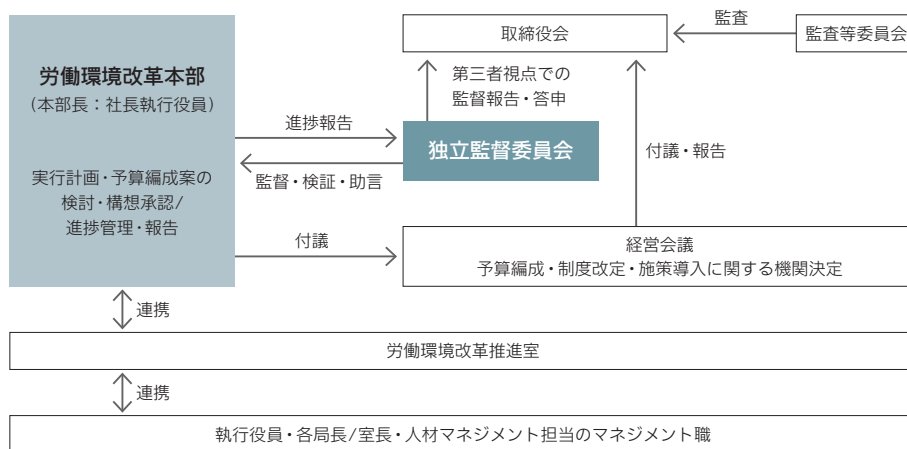 労働環境改革本部
(本部長：社長執行役員)
実行計画・予算編成案の
検討・構想承認/
進捗管理・報告
取締役会
監査
監査等委員会
第三者視点での
監督報告・答申
進捗報告
独立監督委員会
監督・検証・助言
付議・報告
付議
経営会議
予算編成・制度改定・施策導入に関する機関決定
連携
労働環境改革推進室
連携
執行役員・各局長/室長・人材マネジメント担当のマネジメント職